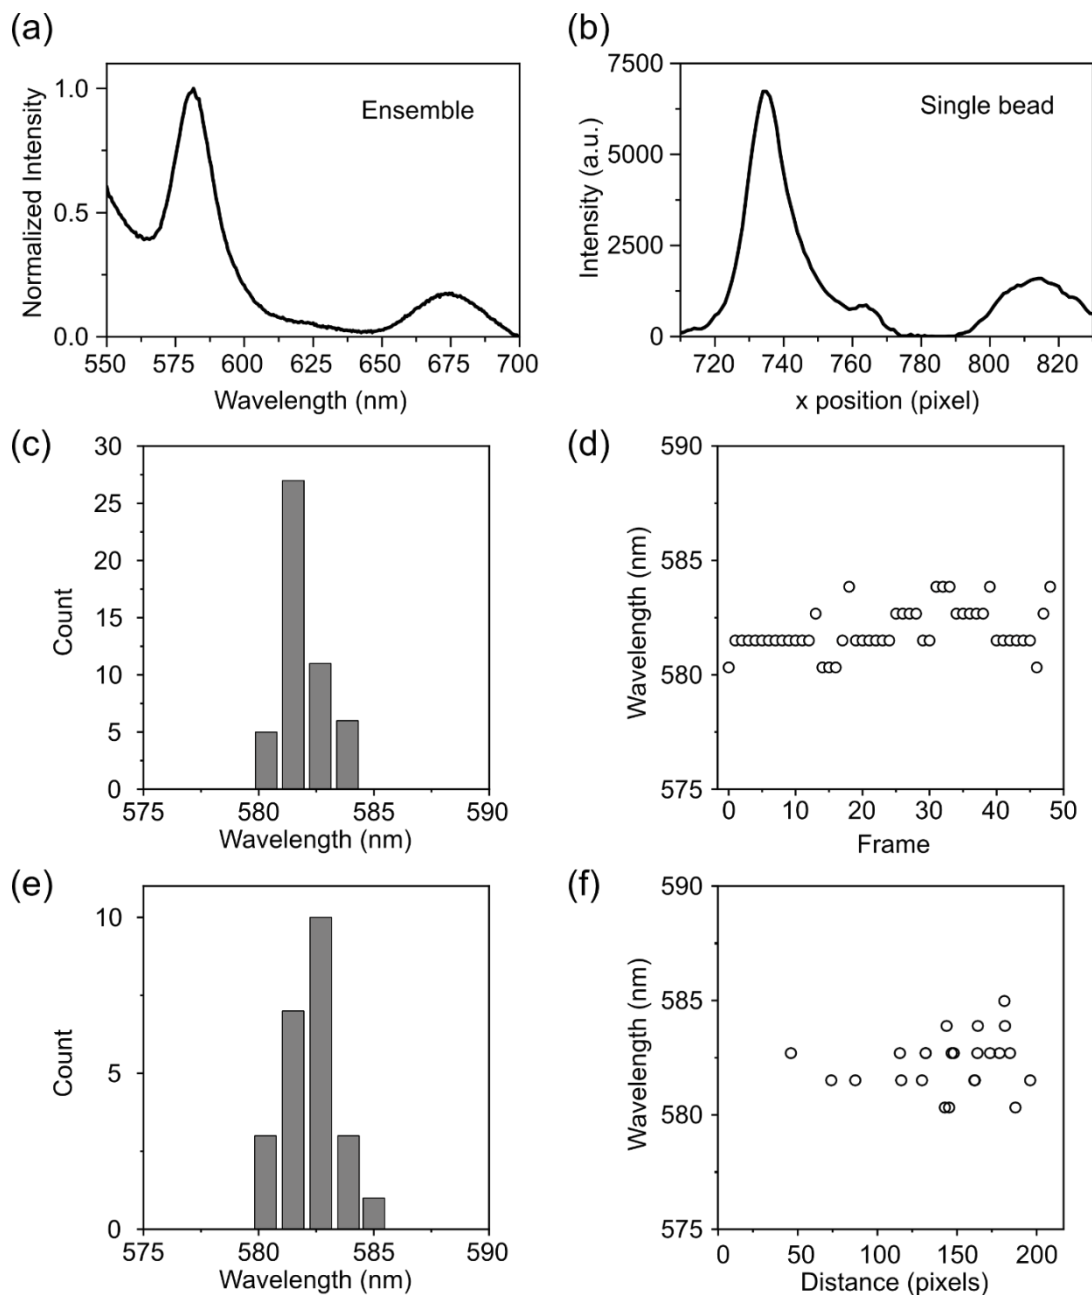 (a)
Normalized Intensity
1.0
0.5
0.0
Ensemble
550 575 600 625 650 675 700
Wavelength (nm)
(b)
Intensity (a.u.)
7500
5000
2500
0
Single bead
720 740 760 780 800 820
x position (pixel)
(c)
Count
30
25
20
15
10
5
0
575 580 585 590
Wavelength (nm)
(d)
Wavelength (nm)
590
585
580
575
0 10 20 30 40 50
Frame
(e)
Count
10
5
0
575 580 585 590
Wavelength (nm)
(f)
Wavelength (nm)
590
585
580
575
0 50 100 150 200
Distance (pixels)